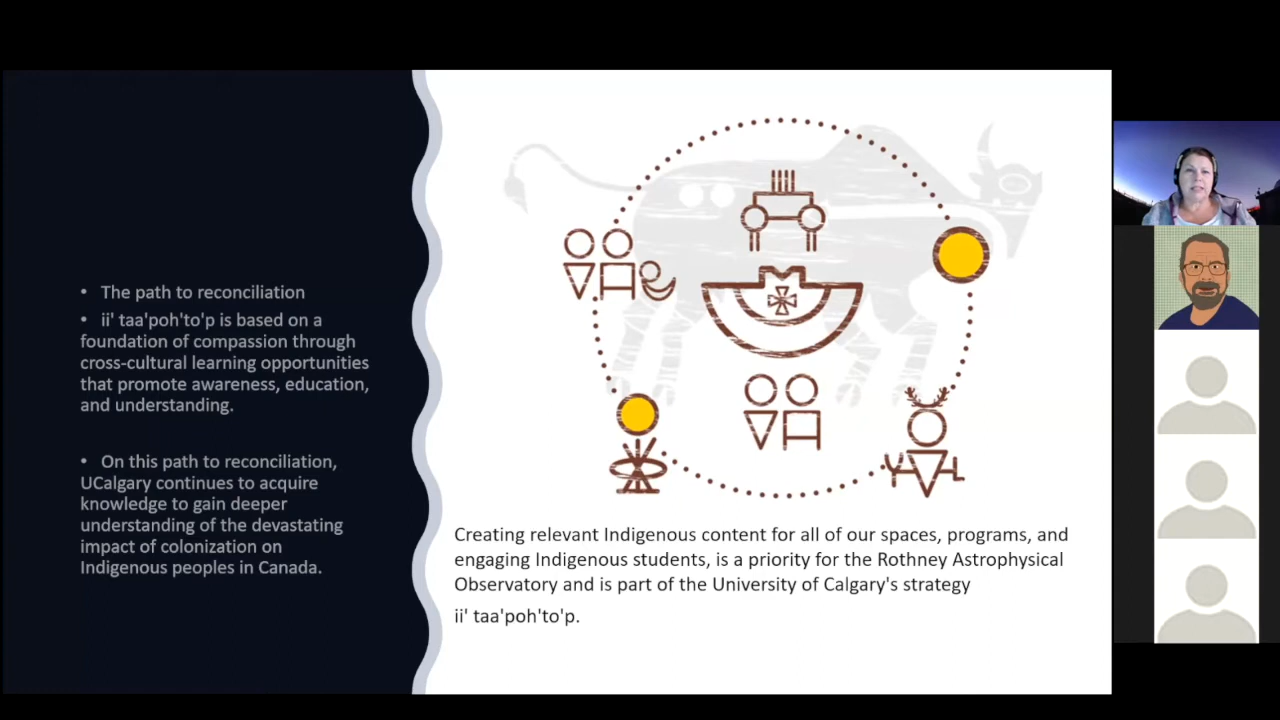 • The path to reconciliation
• ii' taa'poh'to'p is based on a
foundation of compassion through
cross-cultural learning opportunities
that promote awareness, education,
and understanding.
• On this path to reconciliation,
UCalgary continues to acquire
knowledge to gain deeper
understanding of the devastating
impact of colonization on
Indigenous peoples in Canada.
Creating relevant Indigenous content for all of our spaces, programs, and
engaging Indigenous students, is a priority for the Rothney Astrophysical
Observatory and is part of the University of Calgary's strategy
ii' taa'poh'to'p.